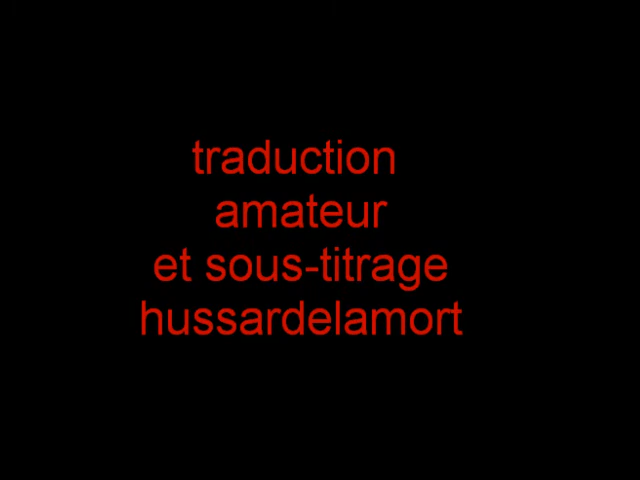 traduction
amateur
et sous-titrage
hussardelamort